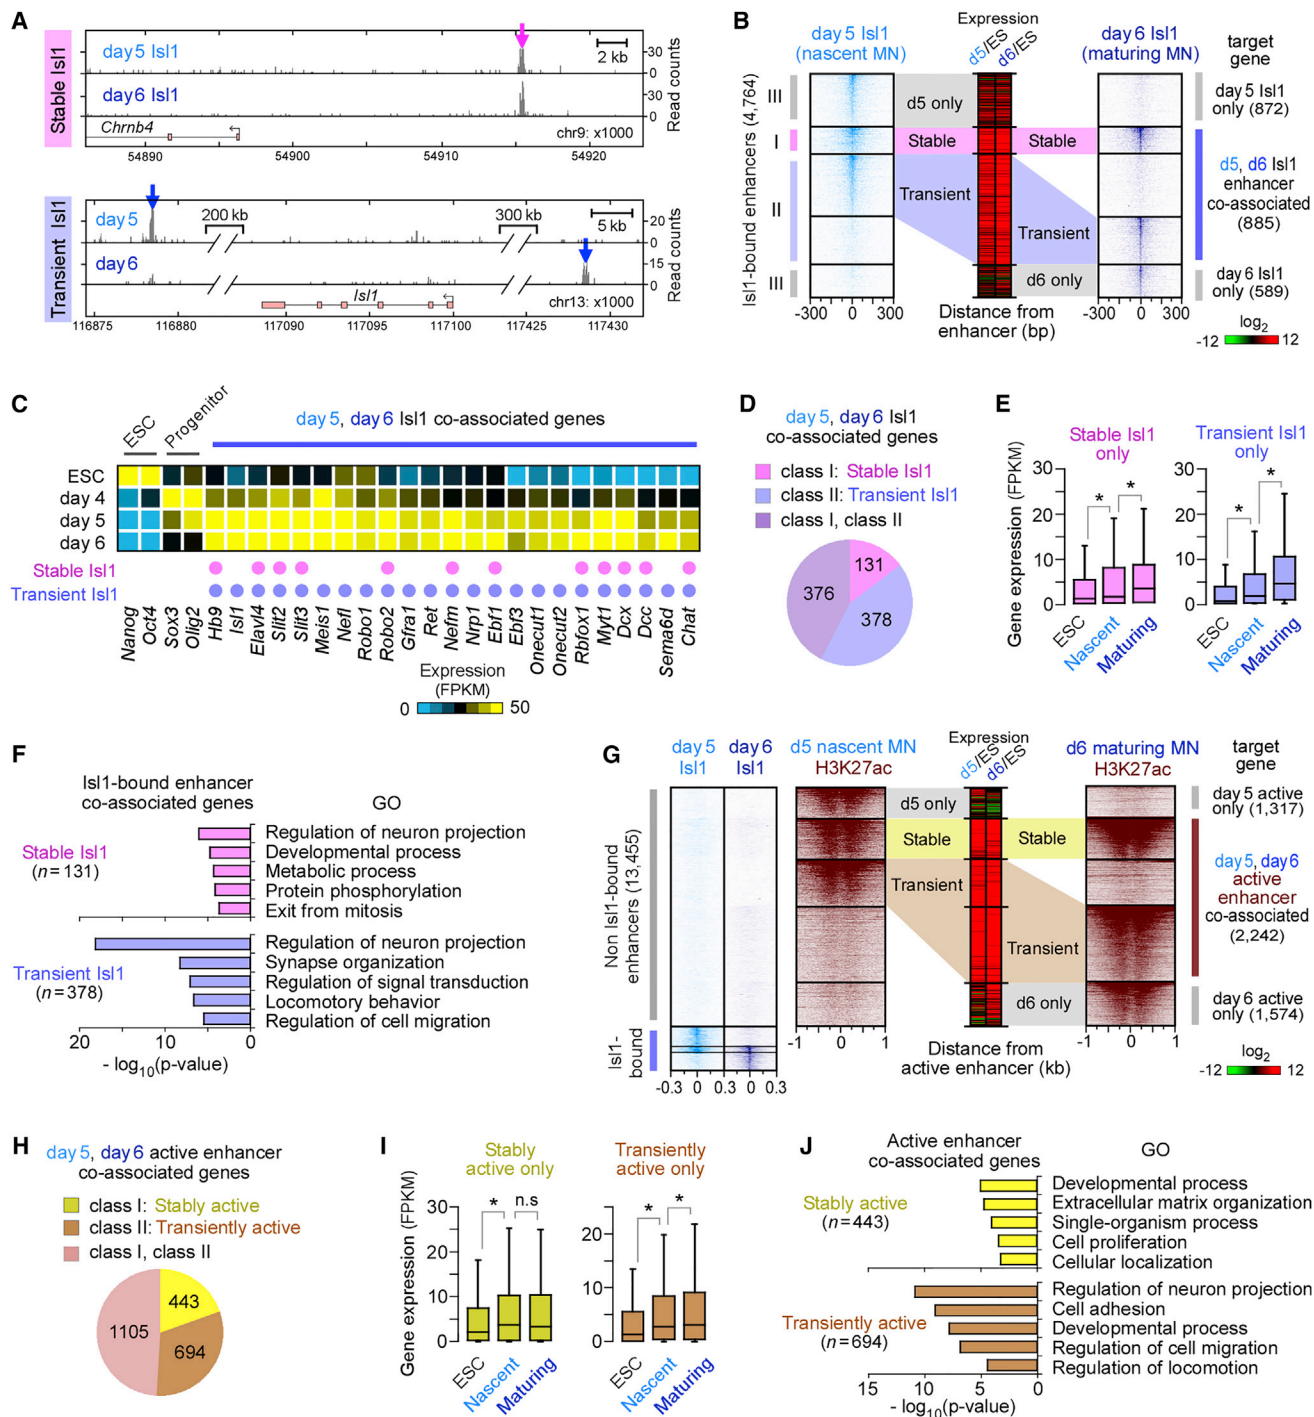 A
Stable Isl1
day 5 Isl1
2 kb
30
0
day6 Isl1
30
0
Read counts
Chrnb4
chr9: x1000
54890
54900
54910
54920
Transient Isl1
day 5
200 kb
300 kb
5 kb
20
0
day 6
15
0
Read counts
Isl1
chr13: x1000
116875
116880
117090
117095
117100
117425
117430
B
day 5 Isl1
(nascent MN)
Expression
d5/ES
d6/ES
day 6 Isl1
(maturing MN)
target
gene
Isl1-bound enhancers (4,764)
III
I
II
III
d5 only
Stable
Stable
Transient
Transient
d6 only
day 5 Isl1
only (872)
d5, d6 Isl1
enhancer
co-associated
(885)
day 6 Isl1
only (589)
-300
0
300
Distance from
enhancer (bp)
-300
0
300
log2
-12
12
C
ESC
Progenitor
day 5, day 6 Isl1 co-associated genes
ESC
day 4
day 5
day 6
Stable Isl1
Transient Isl1
Nanog
Oct4
Sox3
Olig2
Hb9
Isl1
Elavl4
Slit2
Slit3
Meis1
Nefl
Robo1
Robo2
Gfra1
Ret
Nefm
Nrp1
Ebf1
Ebf3
Onecut1
Onecut2
Rbfox1
Myt1
Dcx
Dcc
Sema6d
Chat
Expression
(FPKM)
0
50
D
day 5, day 6 Isl1
co-associated genes
class I: Stable Isl1
class II: Transient Isl1
class I, class II
131
376
378
E
Stable Isl1
only
Transient Isl1
only
Gene expression (FPKM)
30
20
10
0
*
*
ESC
Nascent
Maturing
30
20
10
0
*
*
ESC
Nascent
Maturing
F
Isl1-bound enhancer
co-associated genes
GO
Stable Isl1
(n=131)
Regulation of neuron projection
Developmental process
Metabolic process
Protein phosphorylation
Exit from mitosis
Transient Isl1
(n=378)
Regulation of neuron projection
Synapse organization
Regulation of signal transduction
Locomotory behavior
Regulation of cell migration
20
10
0
- log10(p-value)
G
day 5
Isl1
day 6
Isl1
d5 nascent MN
H3K27ac
Expression
d5/ES
d6/ES
d6 maturing MN
H3K27ac
target
gene
Non Isl1-bound
enhancers (13,455)
Isl1-
bound
d5 only
Stable
Stable
Transient
Transient
d6 only
day 5 active
only (1,317)
day 5, day 6
active
enhancer
co-associated
(2,242)
day 6 active
only (1,574)
-0.3
0
0.3
0
0.3
-1
0
1
Distance from
active enhancer (kb)
-1
0
1
log2
-12
12
H
day 5, day 6 active enhancer
co-associated genes
class I: Stably active
class II: Transiently active
class I, class II
1105
443
694
I
Stably
active only
Transiently
active only
Gene expression (FPKM)
30
20
10
0
*
n.s
ESC
Nascent
Maturing
20
10
0
*
*
ESC
Nascent
Maturing
J
Active enhancer
co-associated genes
GO
Stably active
(n=443)
Developmental process
Extracellular matrix organization
Single-organism process
Cell proliferation
Cellular localization
Transiently active
(n=694)
Regulation of neuron projection
Cell adhesion
Developmental process
Regulation of cell migration
Regulation of locomotion
15
10
5
0
- log10(p-value)